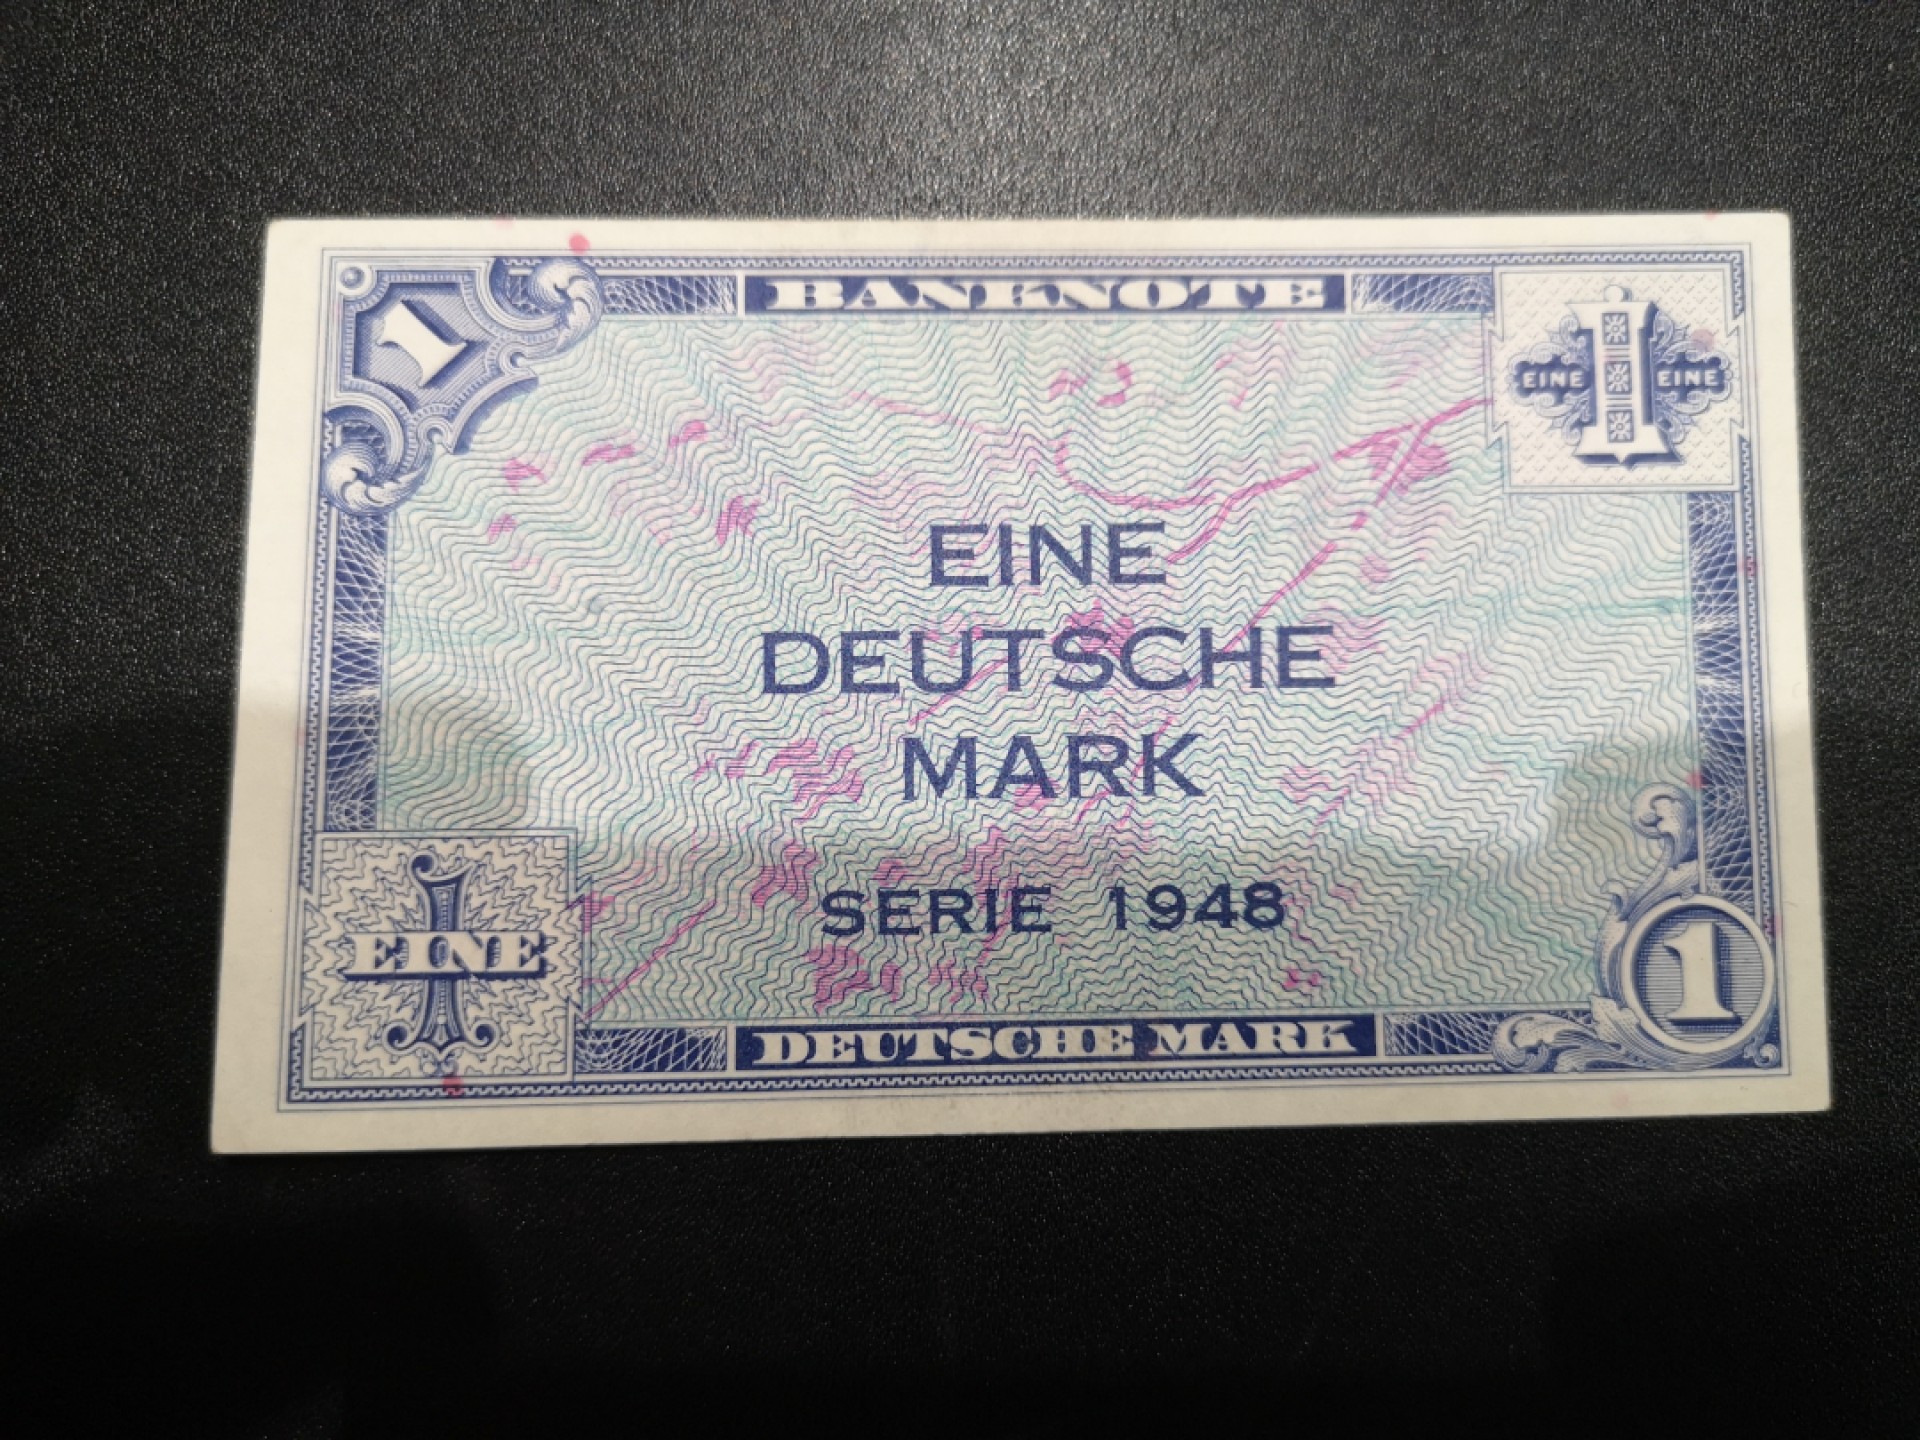 1
BANKNOTE
EINE 1 EINE
EINE
DEUTSCHE
MARK
SERIE 1948
1
EINE
DEUTSCHE MARK
1